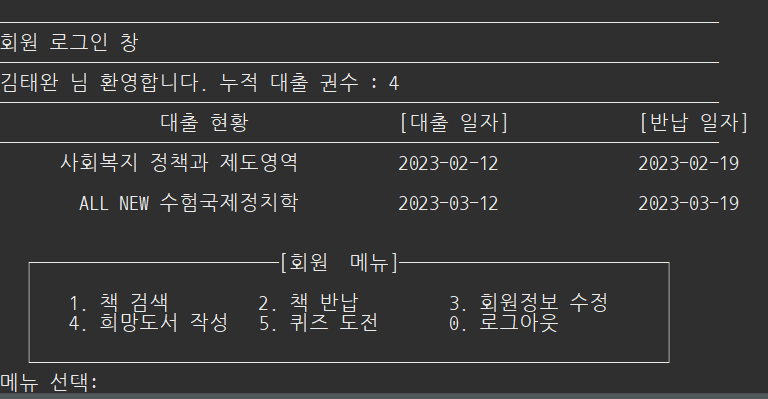 회원 로그인 창
김태완 님 환영합니다. 누적 대출 권수 : 4
대출 현황 [대출 일자] [반납 일자]
사회복지 정책과 제도영역 2023-02-12 2023-02-19
ALL NEW 수험국제정치학 2023-03-12 2023-03-19
[회원 메뉴]
1. 책 검색 2. 책 반납 3. 회원정보 수정
4. 희망도서 작성 5. 퀴즈 도전 0. 로그아웃
메뉴 선택: